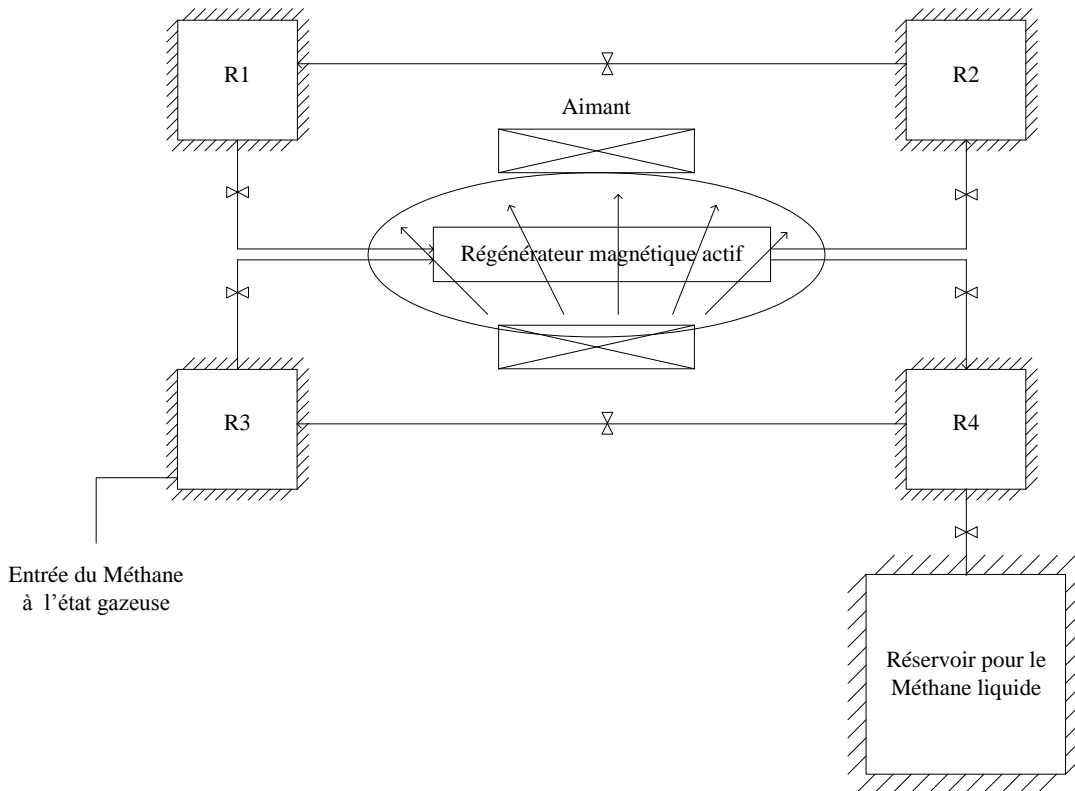 R1
R2
Aimant
Régénérateur magnétique actif
R3
R4
Entrée du Méthane
à l’état gazeuse
Réservoir pour le
Méthane liquide